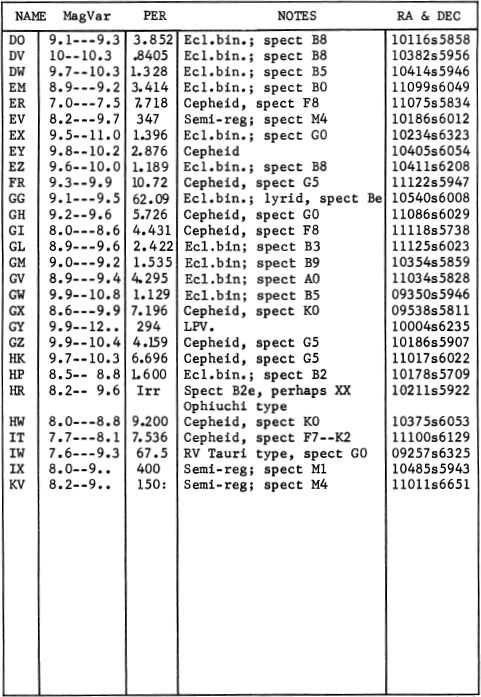 NAME MagVar PER NOTES RA & DEC
DO 9.1---9.3 3.852 Ecl.bin.; spect B8 10116s5858
DV 10--10.3 .8405 Ecl.bin.; spect B8 10382s5956
DW 9.7--10.3 1.328 Ecl.bin.; spect B5 10414s5946
EM 8.9---9.2 3.414 Ecl.bin.; spect B0 11099s6049
ER 7.0---7.5 7.718 Cepheid, spect F8 11075s5834
EV 8.2---9.7 347 Semi-reg; spect M4 10186s6012
EX 9.5--11.0 1.396 Ecl.bin.; spect G0 10234s6323
EY 9.8--10.2 2.876 Cepheid 10405s6054
EZ 9.6--10.0 1.189 Ecl.bin.; spect B8 10411s6208
FR 9.3--9.9 10.72 Cepheid, spect G5 11122s5947
GG 9.1---9.5 62.09 Ecl.bin.; lyrid, spect Be 10540s6008
GH 9.2--9.6 5.726 Cepheid, spect G0 11086s6029
GI 8.0---8.6 4.431 Cepheid, spect F8 11118s5738
GL 8.9---9.6 2.422 Ecl.bin; spect B3 11125s6023
GM 9.0---9.2 1.535 Ecl.bin; spect B9 10354s5859
GV 8.9---9.4 4.295 Ecl.bin; spect A0 11034s5828
GW 9.9--10.8 1.129 Ecl.bin; spect B5 09350s5946
GX 8.6---9.9 7.196 Cepheid, spect K0 09538s5811
GY 9.9--12.. 294 LPV. 10004s6235
GZ 9.9--10.4 4.159 Cepheid, spect G5 10186s5907
HK 9.7--10.3 6.696 Cepheid, spect G5 11017s6022
HP 8.5-- 8.8 1.600 Ecl.bin.; spect B2 10178s5709
HR 8.2-- 9.6 Irr Spect B2e, perhaps XX 10211s5922
Ophiuchi type
HW 8.0---8.8 9.200 Cepheid, spect K0 10375s6053
IT 7.7---8.1 7.536 Cepheid, spect F7--K2 11100s6129
IW 7.6---9.3 67.5 RV Tauri type, spect G0 09257s6325
IX 8.0--9.. 400 Semi-reg; spect M1 10485s5943
KV 8.2--9.. 150: Semi-reg; spect M4 11011s6651